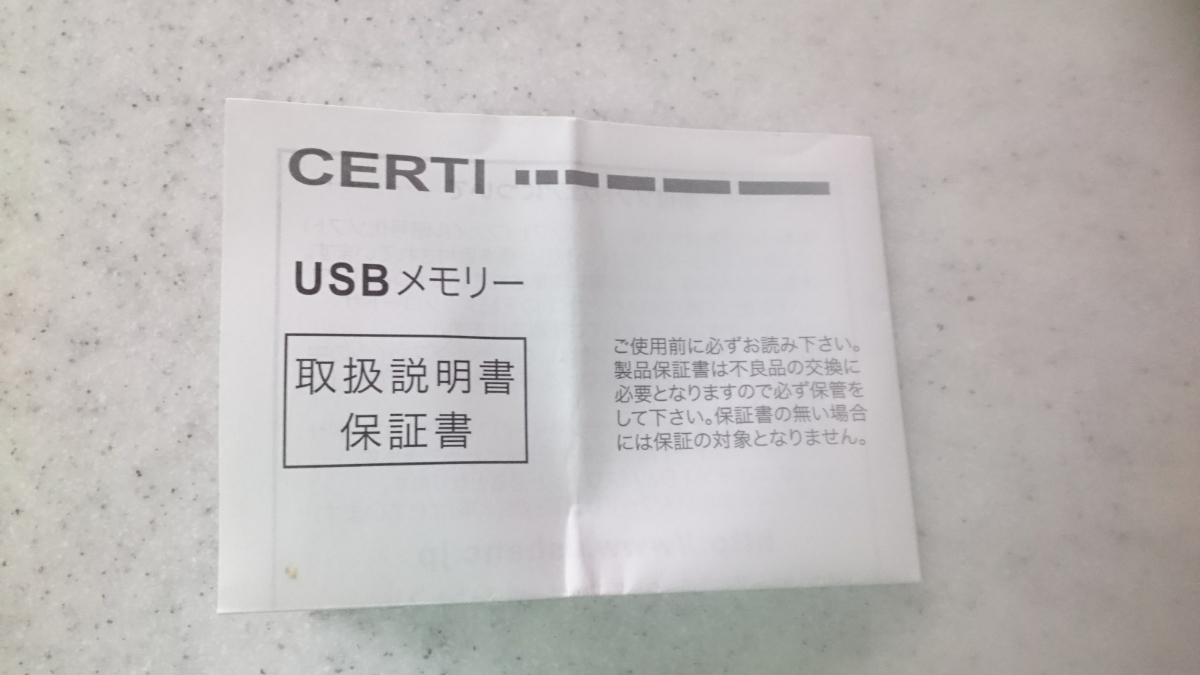 CERTI
USBメモリー
取扱説明書
保証書
ご使用前に必ずお読み下さい。
製品保証書は不良品の交換に
必要となりますので必ず保管を
して下さい。保証書の無い場合
には保証の対象となりません。